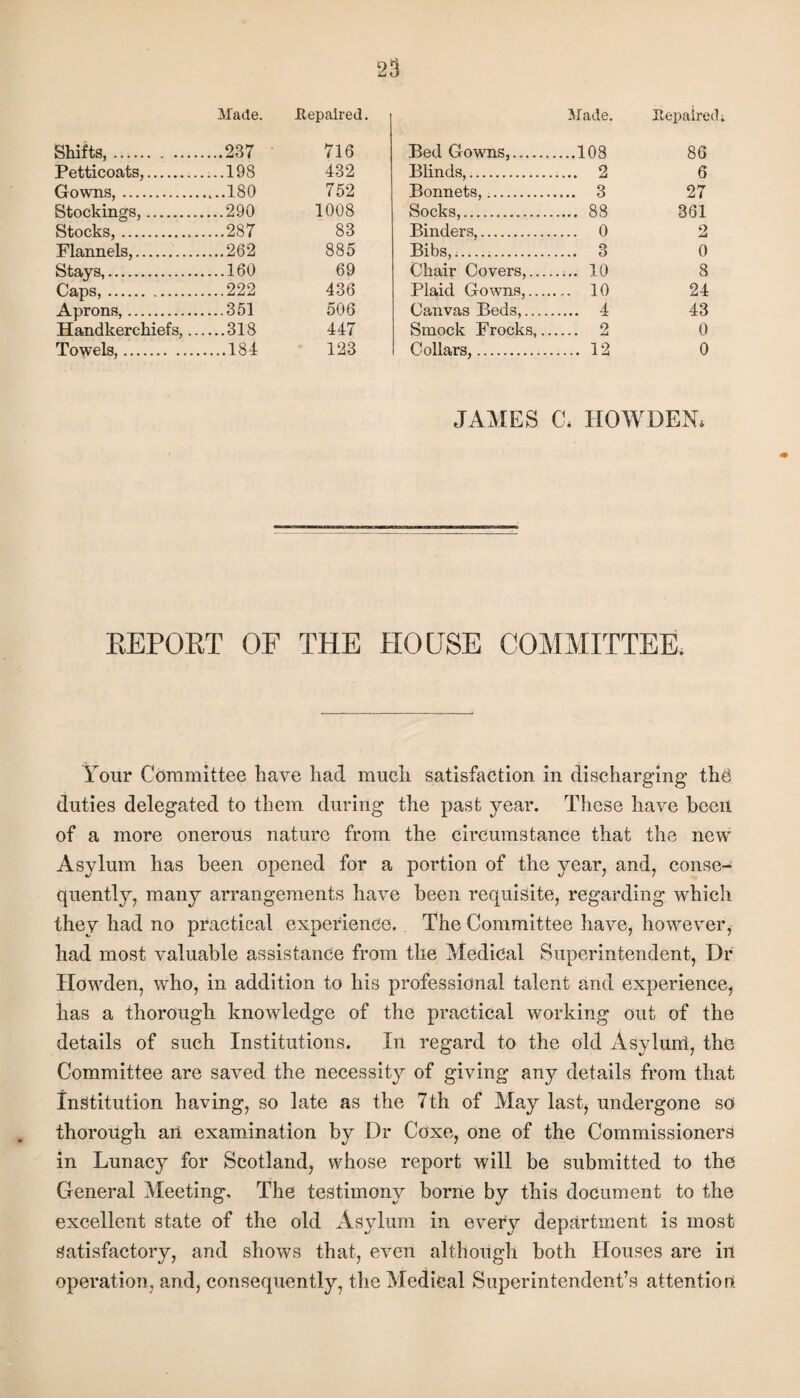 23
Made. Repaired.
Shifts, ..............237 716
Petticoats,..............198 432
Gowns, ..............180 752
Stockings, ..............290 1008
Stocks, ..............287 83
Flannels,..............262 885
Stays,..............160 69
Caps, ..............222 436
Aprons, ..............351 506
Handkerchiefs, ......318 447
Towels, ..............184 123
Made. Repaired.
Bed Gowns,...........108 86
Blinds,.............. 2 6
Bonnets, .............. 3 27
Socks,.............. 88 361
Binders,.............. 0 2
Bibs,.............. 3 0
Chair Covers,........ 10 8
Plaid Gowns,........ 10 24
Canvas Beds,.......... 4 43
Smock Frocks, ...... 2 0
Collars, .............. 12 0
JAMES C. HOWDEN.
REPORT OF THE HOUSE COMMITTEE.
Your Committee have had much satisfaction in discharging the
duties delegated to them during the past year. These have been
of a more onerous nature from the circumstance that the new
Asylum has been opened for a portion of the year, and, conse-
quently, many arrangements have been requisite, regarding which
they had no practical experience. The Committee have, however,
had most valuable assistance from the Medical Superintendent, Dr
Howden, who, in addition to his professional talent and experience,
has a thorough knowledge of the practical working out of the
details of such Institutions. In regard to the old Asylum, the
Committee are saved the necessity of giving any details from that
Institution having, so late as the 7th of May last, undergone so
thorough an examination by Dr Coxe, one of the Commissioners
in Lunacy for Scotland, whose report will be submitted to the
General Meeting. The testimony borne by this document to the
excellent state of the old Asylum in every department is most
satisfactory, and shows that, even although both Houses are in
operation, and, consequently, the Medical Superintendent's attention